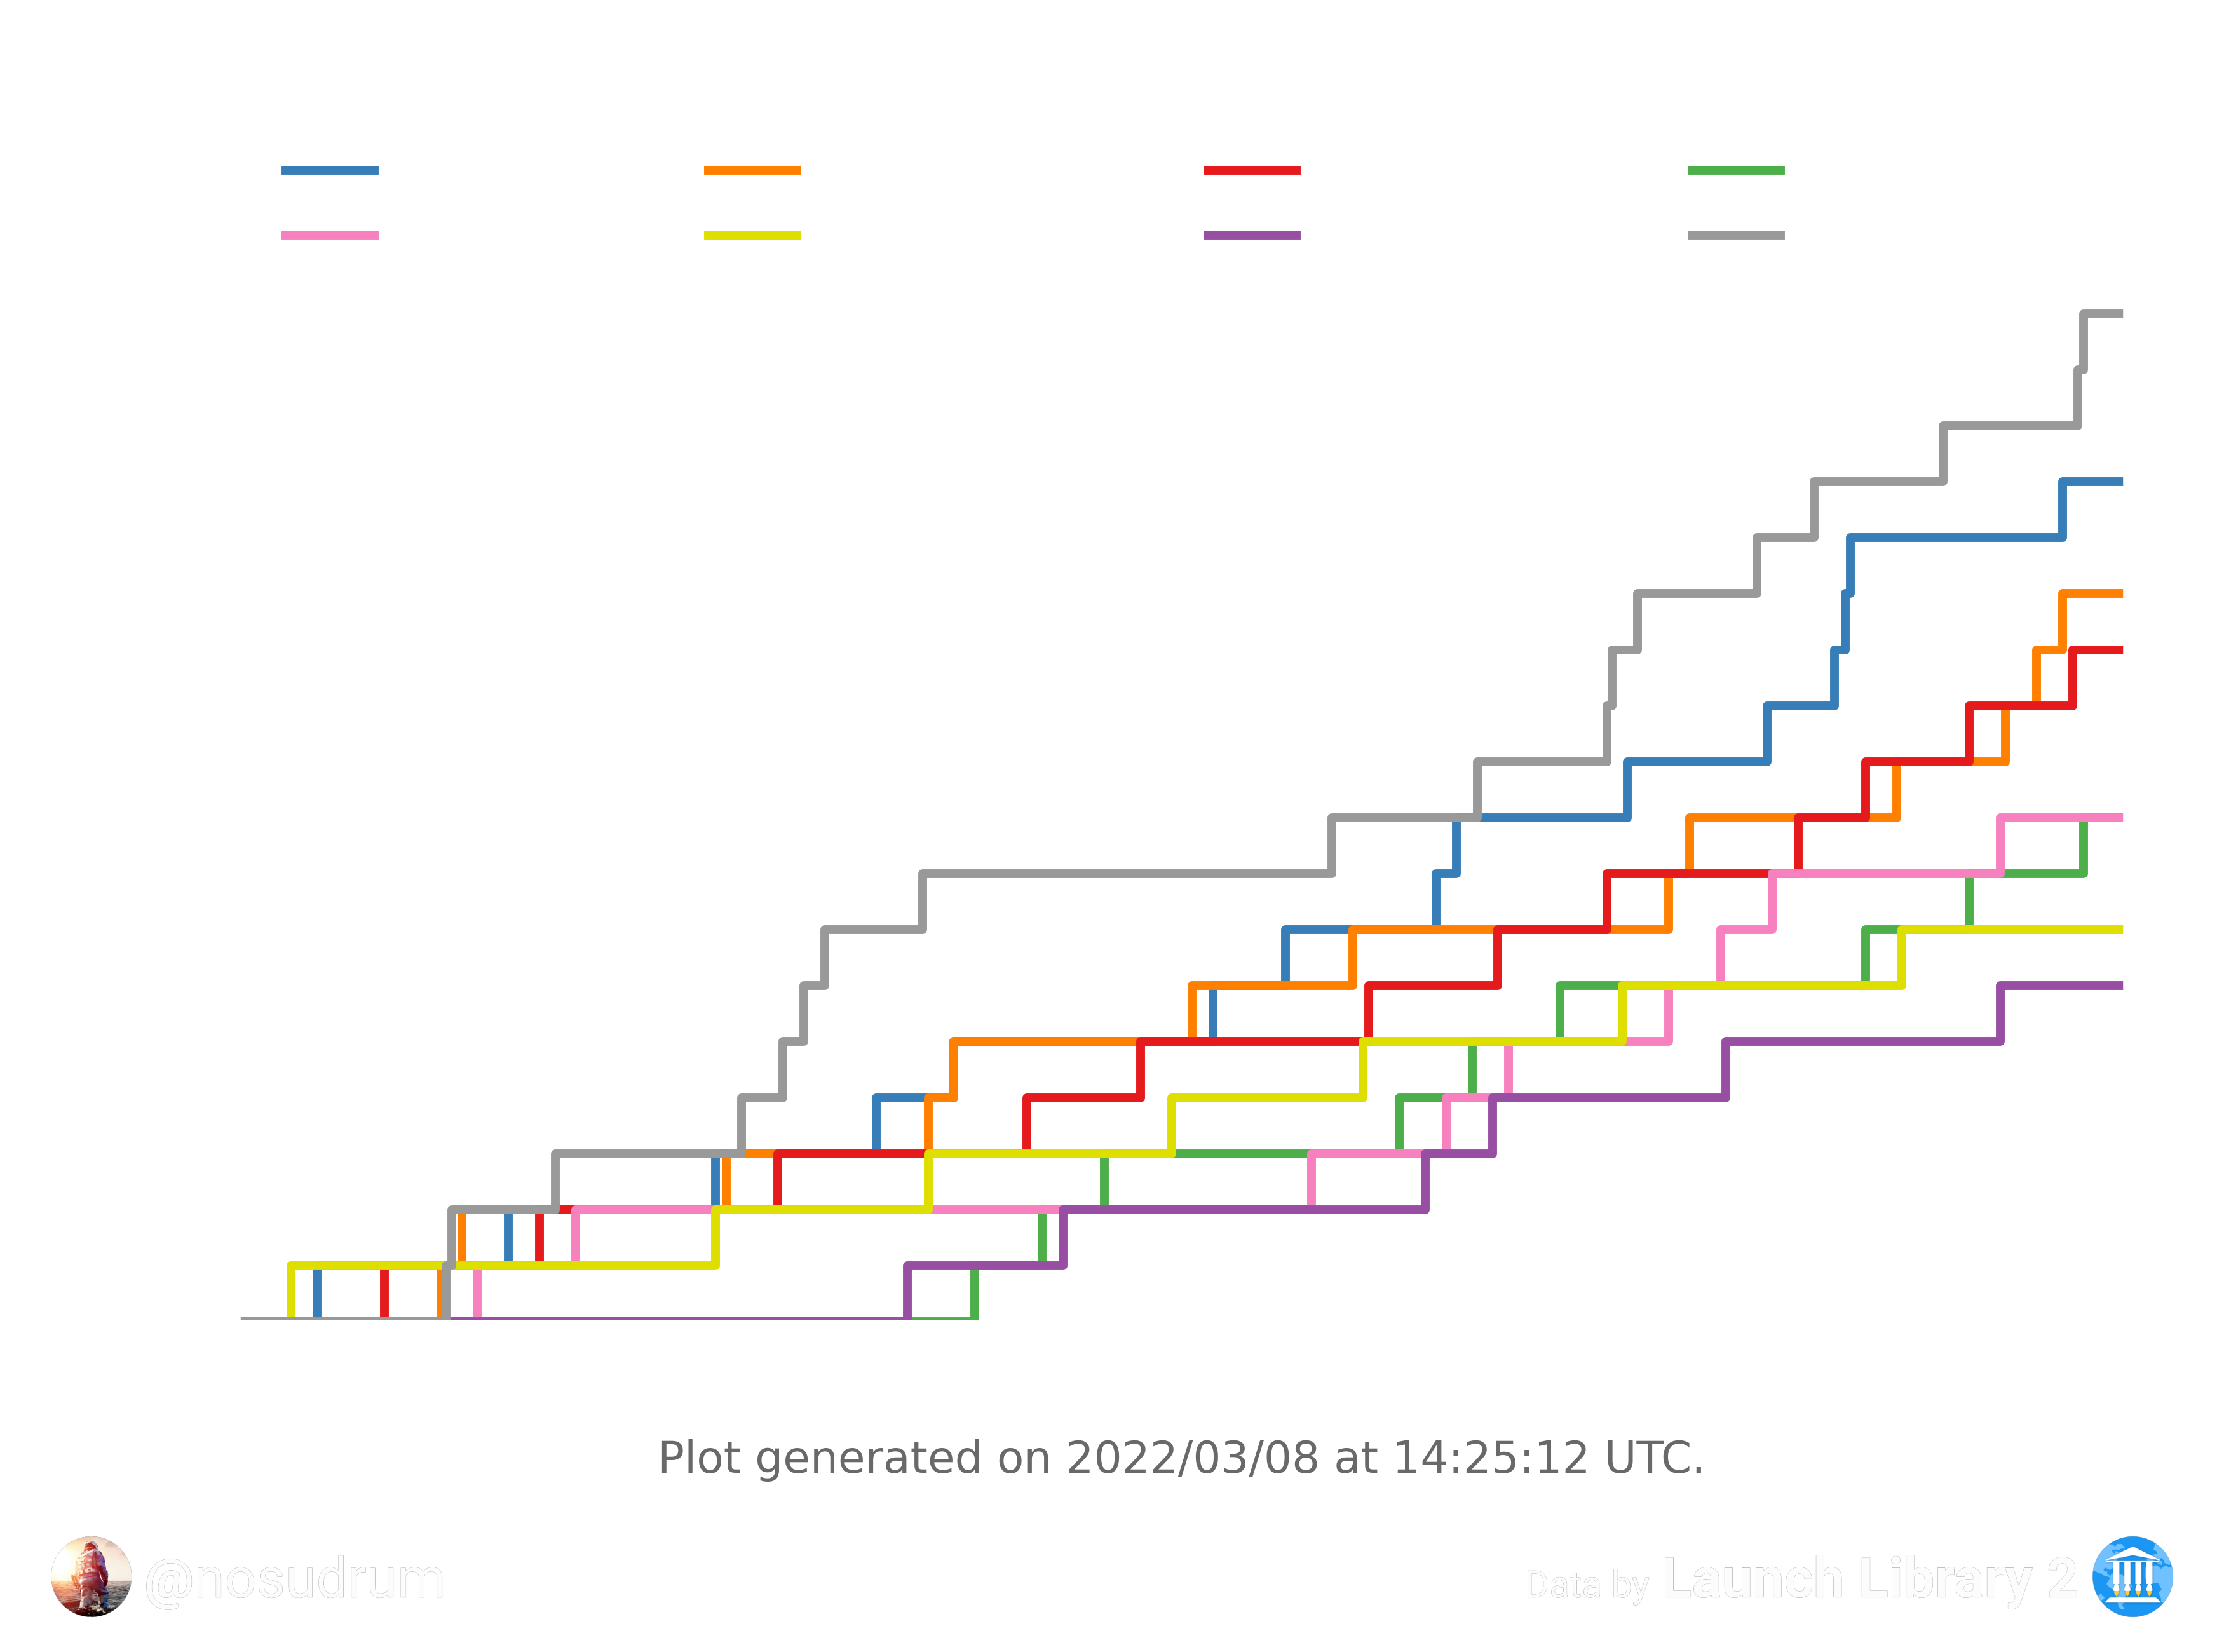 Plot generated on 2022/03/08 at 14:25:12 UTC.
@nosudrum
Data by Launch Library 2